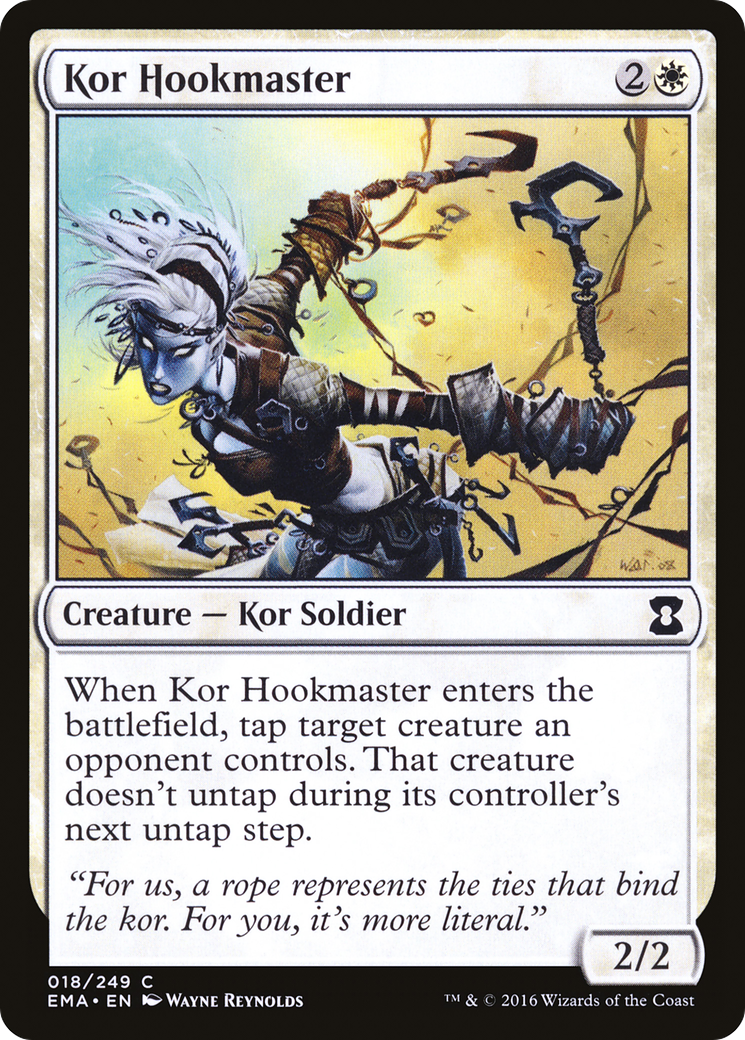 Kor Hookmaster 2
WAR '08
Creature — Kor Soldier
When Kor Hookmaster enters the
battlefield, tap target creature an
opponent controls. That creature
doesn't untap during its controller's
next untap step.
“For us, a rope represents the ties that bind
the kor. For you, it's more literal.”
2/2
018/249 C
EMA • EN Wayne Reynolds
™ & © 2016 Wizards of the Coast